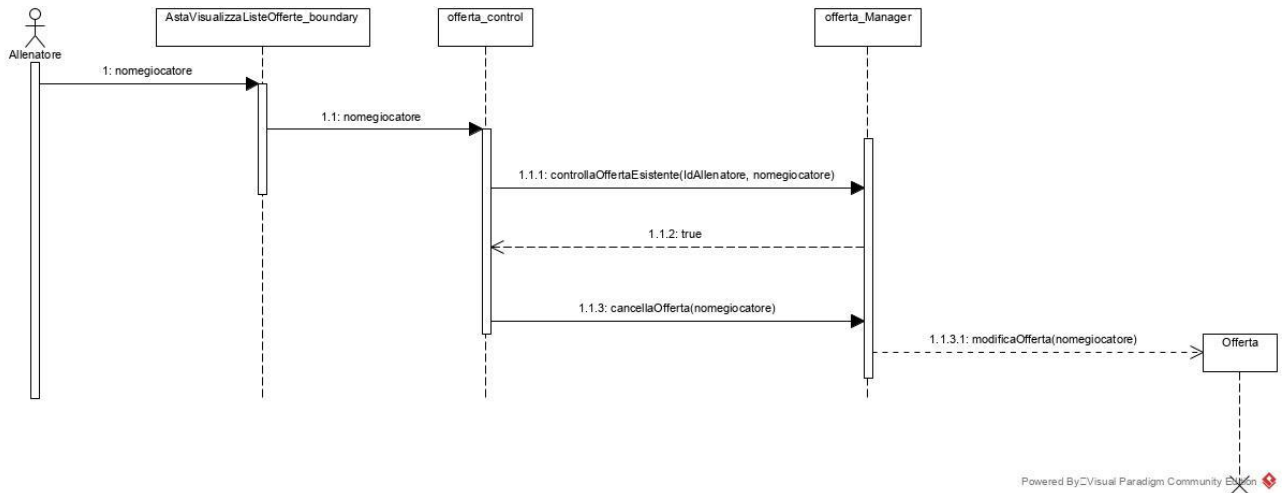 AstaVisualizzaListeOfferte_boundary
offerta_control
offerta_Manager
Allenatore
1: nomegiocatore
1.1: nomegiocatore
1.1.1: controllaOffertaEsistente(IdAllenatore, nomegiocatore)
1.1.2: true
1.1.3: cancellaOfferta(nomegiocatore)
1.1.3.1: modificaOfferta(nomegiocatore)
Offerta
Powered By Visual Paradigm Community Edition